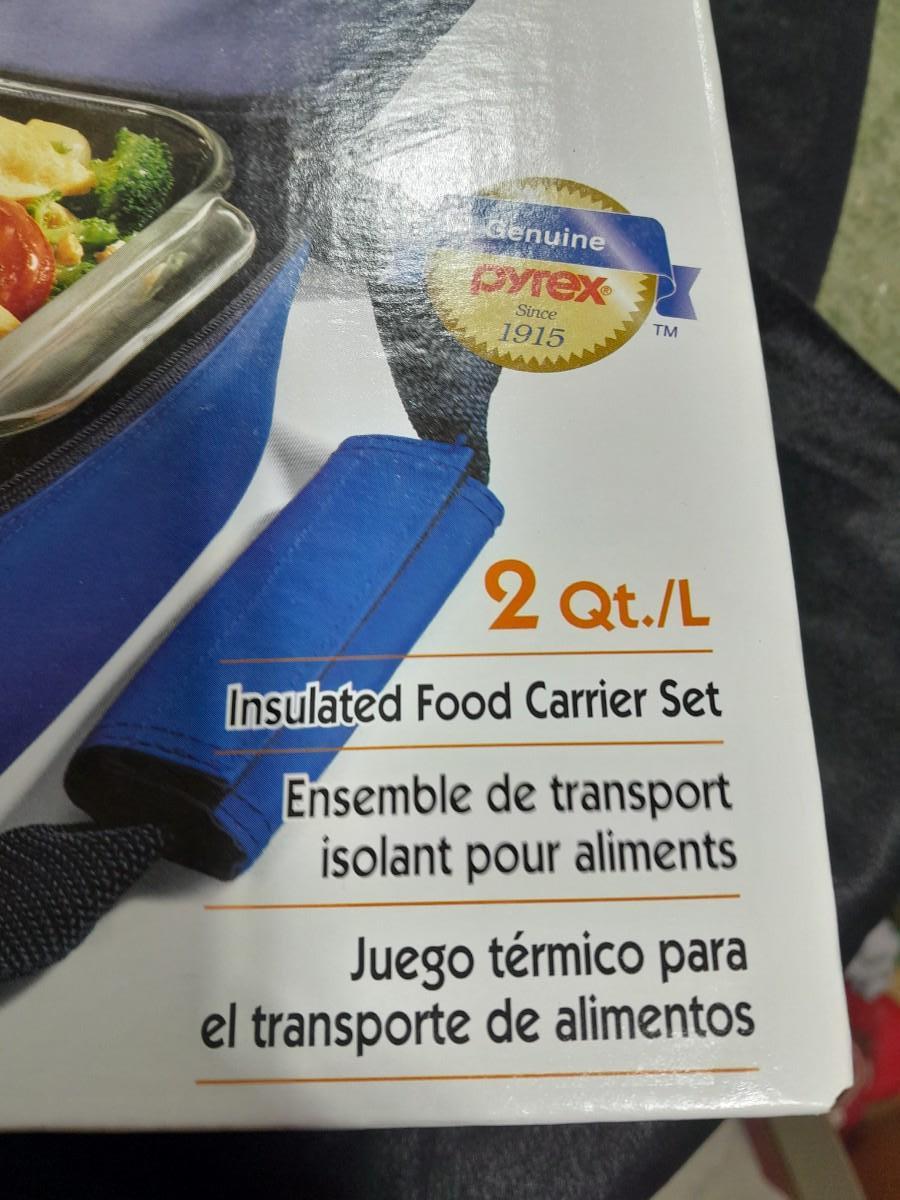 Genuine
pyrex®
Since
1915
TM
2 Qt./L
Insulated Food Carrier Set
Ensemble de transport
isolant pour aliments
Juego térmico para
el transporte de alimentos